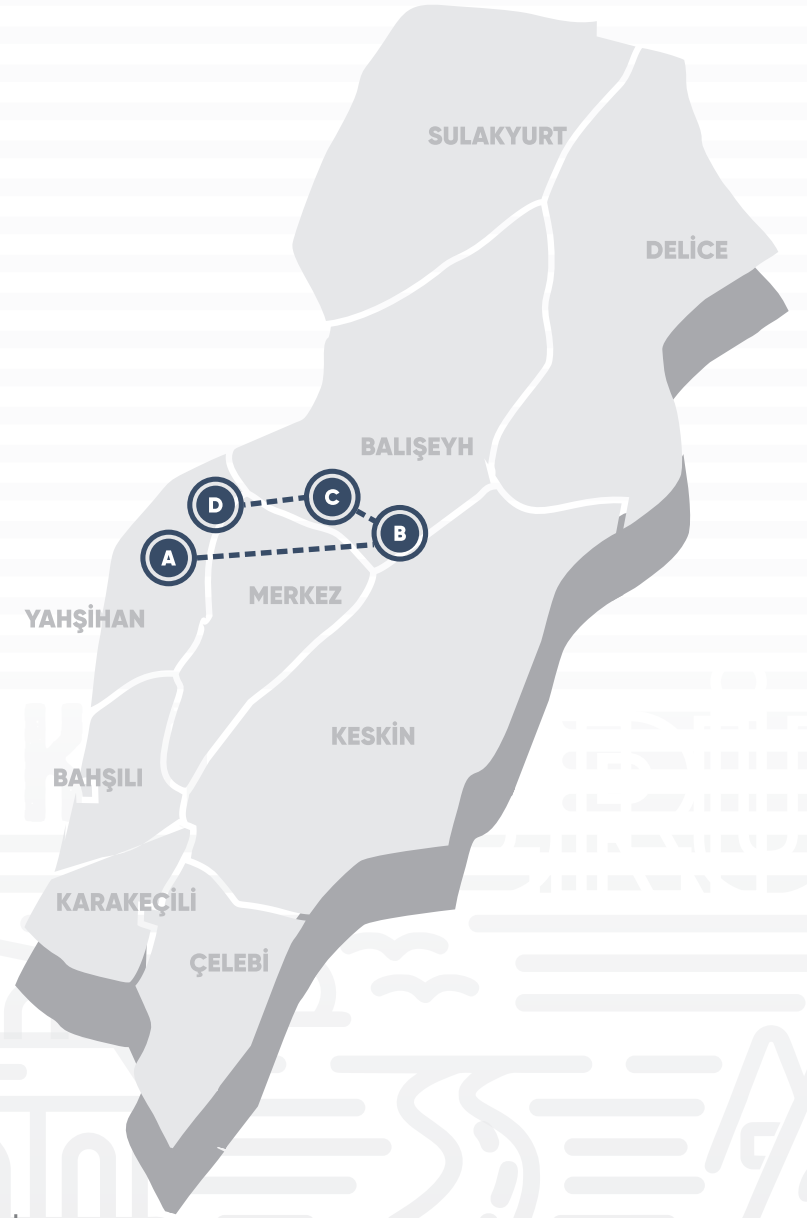 SULAKYURT
DELİCE
BALIŞEYH
D
C
B
A
MERKEZ
YAHŞİHAN
KESKİN
BAHŞILI
KARAKEÇİLİ
ÇELEBİ